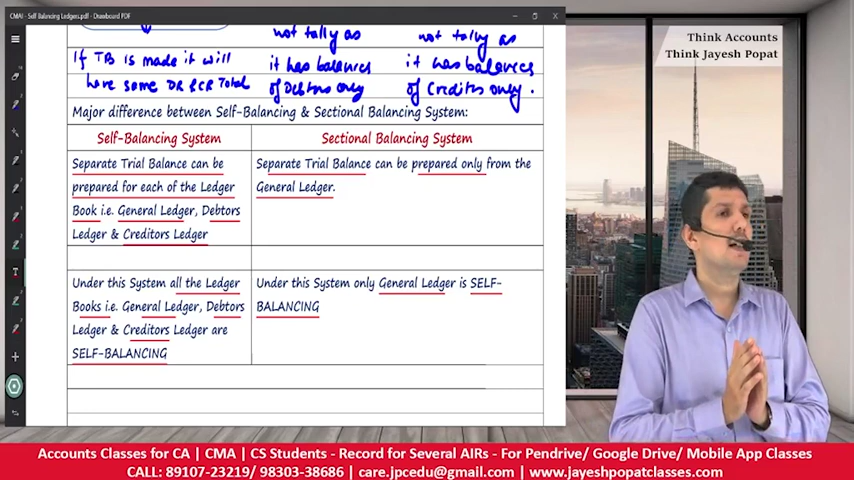 CMAI - Self Balancing Ledgers.pdf - Drawboard PDF
Think Accounts
Think Jayesh Popat
not tally as
not tally as
If TB is made it will
it has balances
it has balances
have same DR & CR Total
of Debtors only
of Creditors only.
Major difference between Self-Balancing & Sectional Balancing System:
Self-Balancing System
Sectional Balancing System
Separate Trial Balance can be
prepared for each of the Ledger
Book i.e. General Ledger, Debtors
Ledger & Creditors Ledger
Separate Trial Balance can be prepared only from the
General Ledger.
Under this System all the Ledger
Books i.e. General Ledger, Debtors
Ledger & Creditors Ledger are
SELF-BALANCING
Under this System only General Ledger is SELF-
BALANCING
Accounts Classes for CA | CMA | CS Students - Record for Several AIRs - For Pendrive/ Google Drive/ Mobile App Classes
CALL: 89107-23219/ 98303-38686 | care.jpcedu@gmail.com | www.jayeshpopatclasses.com